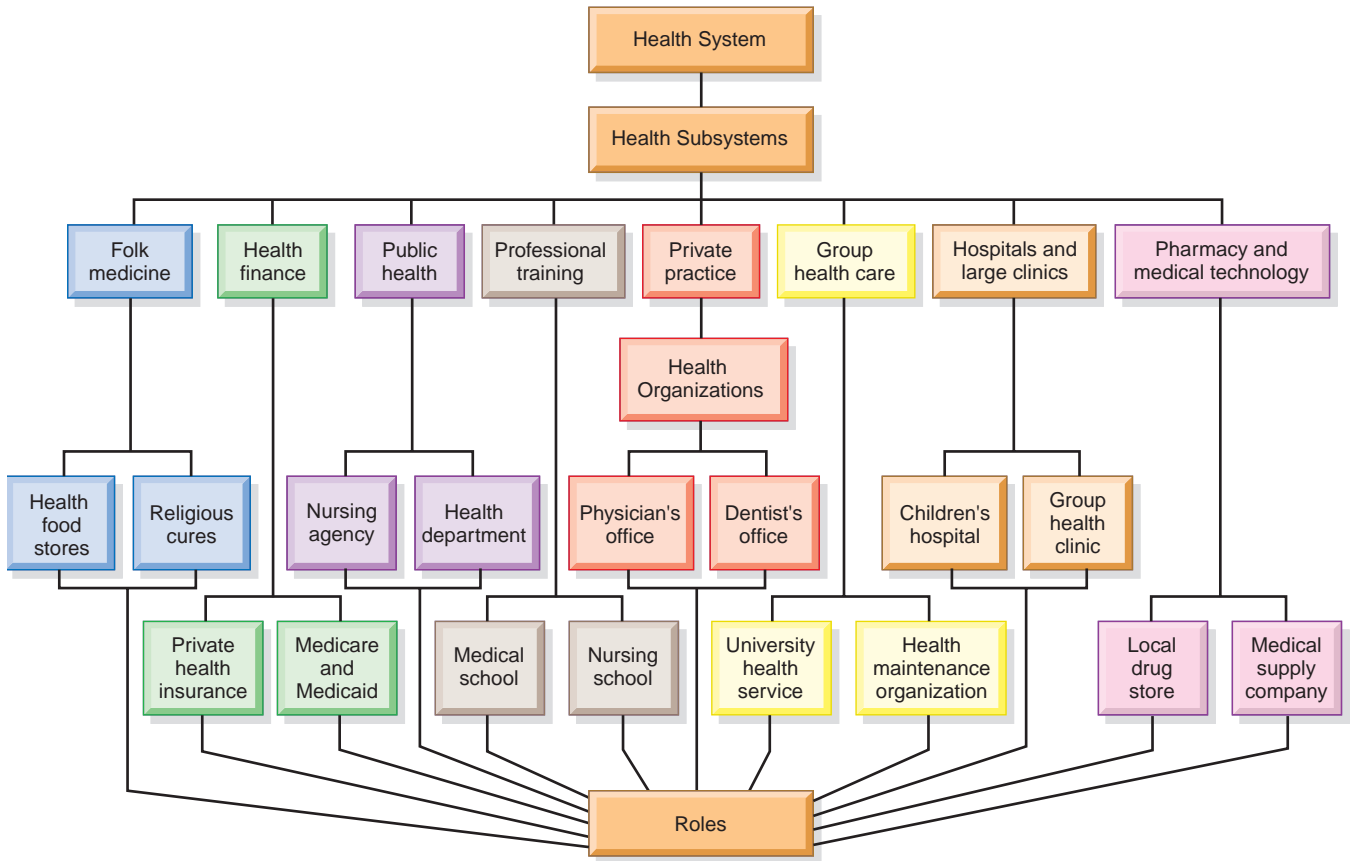 Health System
Health Subsystems
Folk
medicine
Health
finance
Public
health
Professional
training
Private
practice
Group
health care
Hospitals and
large clinics
Pharmacy and
medical technology
Health
Organizations
Health
food
stores
Religious
cures
Nursing
agency
Health
department
Physician's
office
Dentist's
office
Children's
hospital
Group
health
clinic
Private
health
insurance
Medicare
and
Medicaid
Medical
school
Nursing
school
University
health
service
Health
maintenance
organization
Local
drug
store
Medical
supply
company
Roles